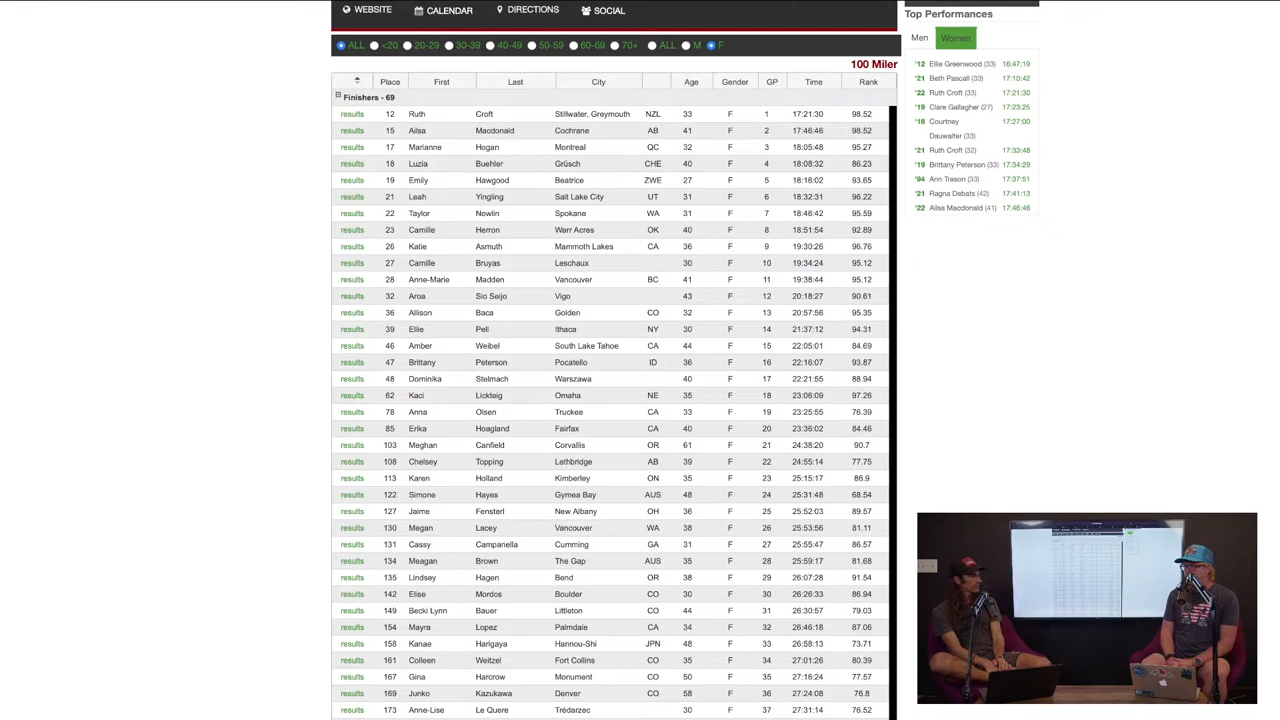 WEBSITE CALENDAR DIRECTIONS SOCIAL
ALL <20 20-29 30-39 40-49 50-59 60-69 70+ ALL M F
100 Miler
Place First Last City Age Gender GP Time Rank
Finishers - 69
results 12 Ruth Croft Stillwater, Greymouth NZL 33 F 1 17:21:30 98.52
results 15 Ailsa Macdonald Cochrane AB 41 F 2 17:46:46 98.52
results 17 Marianne Hogan Montreal QC 32 F 3 18:05:48 95.27
results 18 Luzia Buehler Grüsch CHE 40 F 4 18:08:32 86.23
results 19 Emily Hawgood Beatrice ZWE 27 F 5 18:16:02 93.65
results 21 Leah Yingling Salt Lake City UT 31 F 6 18:32:31 96.22
results 22 Taylor Nowlin Spokane WA 31 F 7 18:46:42 95.59
results 23 Camille Herron Warr Acres OK 40 F 8 18:51:54 92.89
results 26 Katie Asmuth Mammoth Lakes CA 36 F 9 19:30:26 96.76
results 27 Camille Bruyas Leschaux 30 F 10 19:34:24 95.12
results 28 Anne-Marie Madden Vancouver BC 41 F 11 19:38:44 95.12
results 32 Aroa Sio Seijo Vigo 43 F 12 20:18:27 90.61
results 36 Allison Baca Golden CO 32 F 13 20:57:56 95.35
results 39 Ellie Pell Ithaca NY 30 F 14 21:37:12 94.31
results 46 Amber Weibel South Lake Tahoe CA 44 F 15 22:05:01 84.69
results 47 Brittany Peterson Pocatello ID 36 F 16 22:16:07 93.87
results 48 Dominika Stelmach Warszawa 40 F 17 22:21:55 88.94
results 62 Kaci Lickteig Omaha NE 35 F 18 23:06:09 97.26
results 78 Anna Olsen Truckee CA 33 F 19 23:25:55 76.39
results 85 Erika Hoagland Fairfax CA 40 F 20 23:36:02 84.46
results 103 Meghan Canfield Corvallis OR 61 F 21 24:38:20 90.7
results 108 Chelsey Topping Lethbridge AB 39 F 22 24:55:14 77.75
results 113 Karen Holland Kimberley ON 35 F 23 25:15:17 86.9
results 122 Simone Hayes Gymea Bay AUS 48 F 24 25:31:48 68.54
results 127 Jaime Fensterl New Albany OH 36 F 25 25:52:03 89.57
results 130 Megan Lacey Vancouver WA 38 F 26 25:53:56 81.11
results 131 Cassy Campanella Cumming GA 31 F 27 25:55:47 86.57
results 134 Meagan Brown The Gap AUS 35 F 28 25:59:17 81.68
results 135 Lindsey Hagen Bend OR 38 F 29 26:07:28 91.54
results 142 Elise Mordos Boulder CO 30 F 30 26:26:33 86.94
results 149 Becki Lynn Bauer Littleton CO 44 F 31 26:30:57 79.03
results 154 Mayra Lopez Palmdale CA 34 F 32 26:46:18 87.06
results 158 Kanae Harigaya Hannou-Shi JPN 48 F 33 26:58:13 73.71
results 161 Colleen Weitzel Fort Collins CO 35 F 34 27:01:26 80.39
results 167 Gina Harcrow Monument CO 50 F 35 27:16:24 77.57
results 169 Junko Kazukawa Denver CO 58 F 36 27:24:08 76.8
results 173 Anne-Lise Le Quere Trédarzec 30 F 37 27:31:14 76.52
Top Performances
Men Women
'12 Ellie Greenwood (33) 16:47:19
'21 Beth Pascall (33) 17:10:42
'22 Ruth Croft (33) 17:21:30
'19 Clare Gallagher (27) 17:23:25
'18 Courtney 17:27:00
Dauwalter (33)
'21 Ruth Croft (32) 17:33:48
'19 Brittany Peterson (33) 17:34:29
'94 Ann Trason (33) 17:37:51
'21 Ragna Debats (42) 17:41:13
'22 Ailsa Macdonald (41) 17:46:46